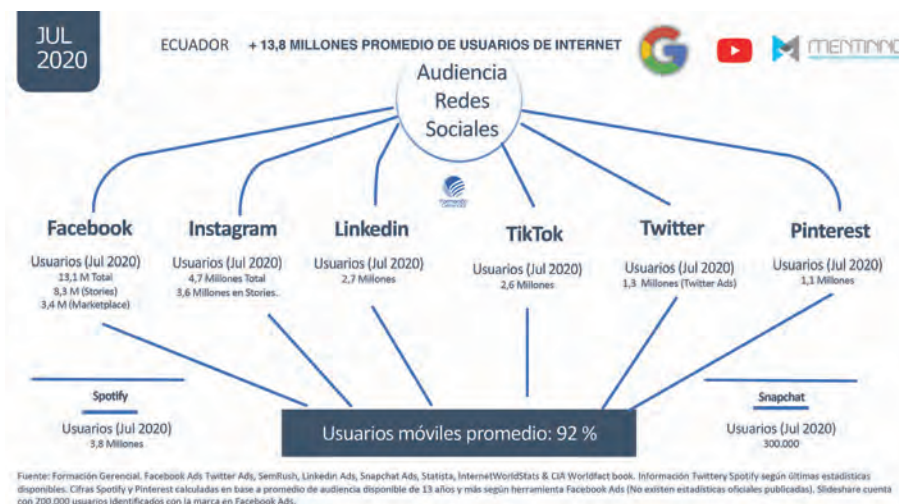 JUL
2020
ECUADOR + 13,8 MILLONES PROMEDIO DE USUARIOS DE INTERNET
G
MENTINNO
Audiencia
Redes
Sociales
Formación
Gerencial
Facebook
Usuarios (Jul 2020)
13,1 M Total
8,3 M (Stories)
3,4 M (Marketplace)
Instagram
Usuarios (Jul 2020)
4,7 Millones Total
3,6 Millones en Stories.
Linkedin
Usuarios (Jul 2020)
2,7 Millones
TikTok
Usuarios (Jul 2020)
2,6 Millones
Twitter
Usuarios (Jul 2020)
1,3 Millones (Twitter Ads)
Pinterest
Usuarios (Jul 2020)
1,1 Millones
Spotify
Usuarios (Jul 2020)
3,8 Millones
Usuarios móviles promedio: 92 %
Snapchat
Usuarios (Jul 2020)
300.000
Fuente: Formación Gerencial, Facebook Ads Twitter Ads, SemRush, Linkedin Ads, Snapchat Ads, Statista, InternetWorldStats & CIA Worldfact book. Información Twitter y Spotify según últimas estadísticas
disponibles. Cifras Spotify y Pinterest calculadas en base a promedio de audiencia disponible de 13 años y más según herramienta Facebook Ads (No existen estadísticas oficiales publicadas). Slideshare cuenta
con 200.000 usuarios identificados con la marca en Facebook Ads.